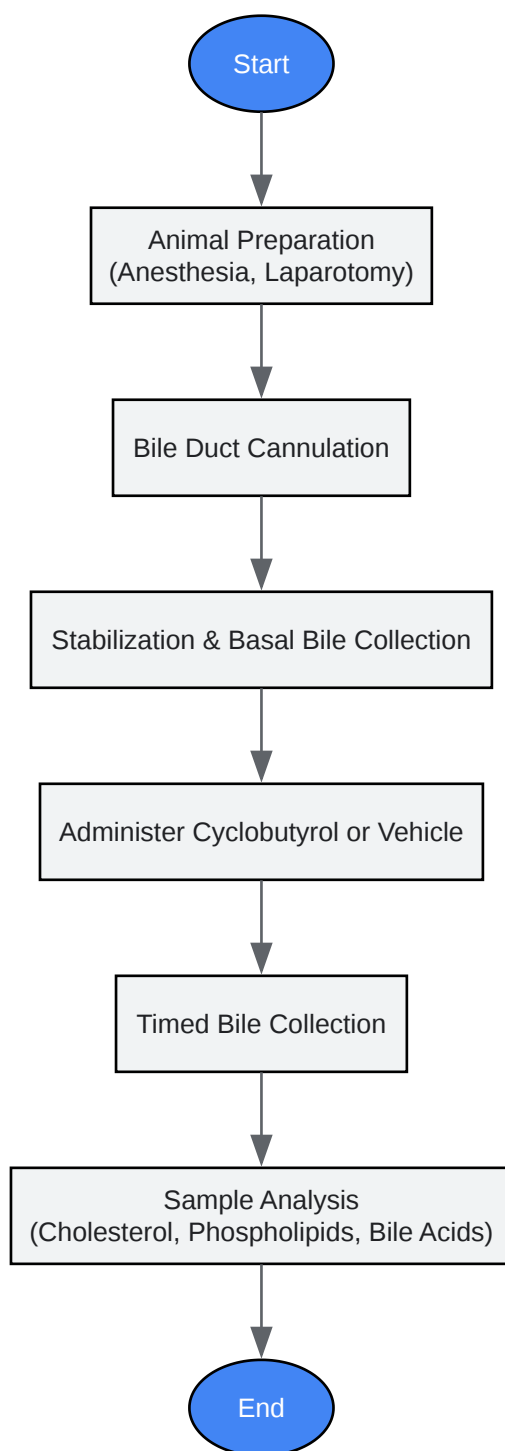 Start
Animal Preparation
(Anesthesia, Laparotomy)
Bile Duct Cannulation
Stabilization & Basal Bile Collection
Administer Cyclobutyrol or Vehicle
Timed Bile Collection
Sample Analysis
(Cholesterol, Phospholipids, Bile Acids)
End